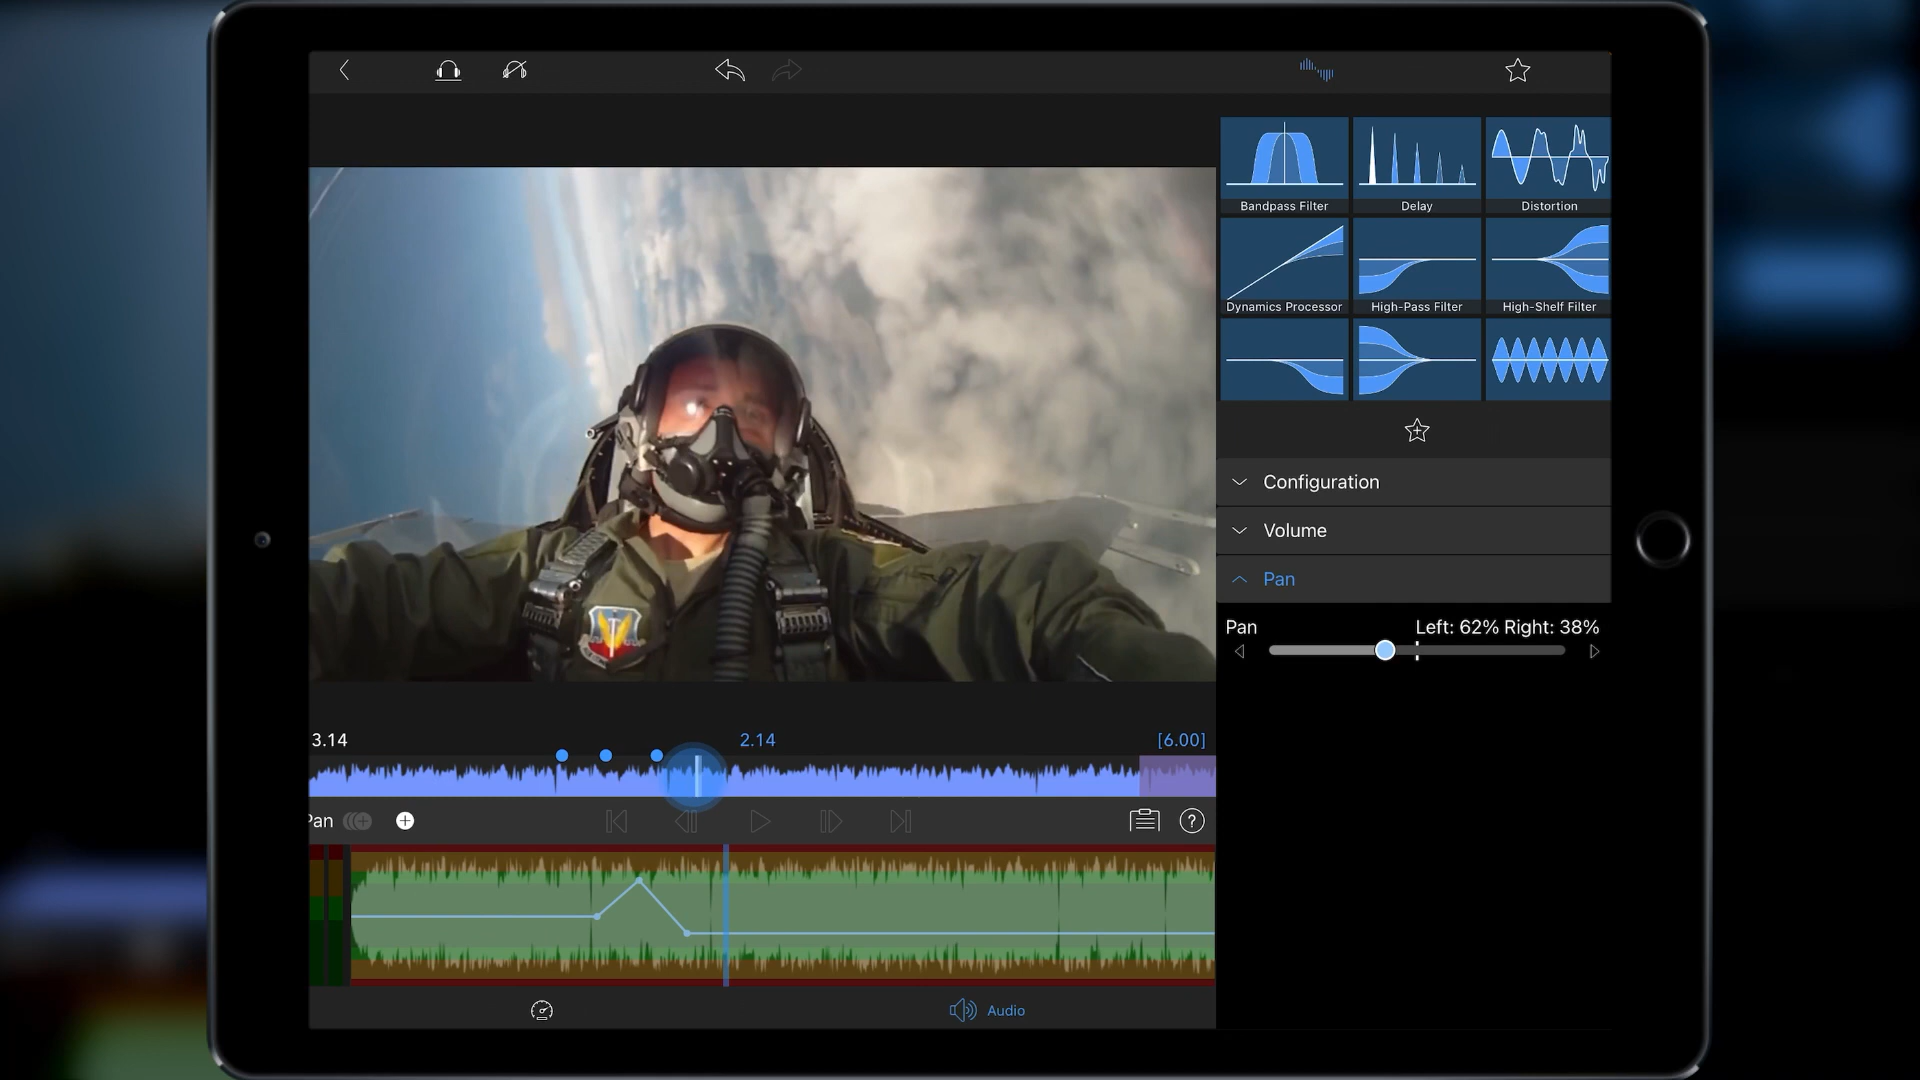 Bandpass Filter
Delay
Distortion
Dynamics Processor
High-Pass Filter
High-Shelf Filter
Configuration
Volume
Pan
Pan
Left: 62% Right: 38%
3.14
2.14
[6.00]
Pan
?
Audio